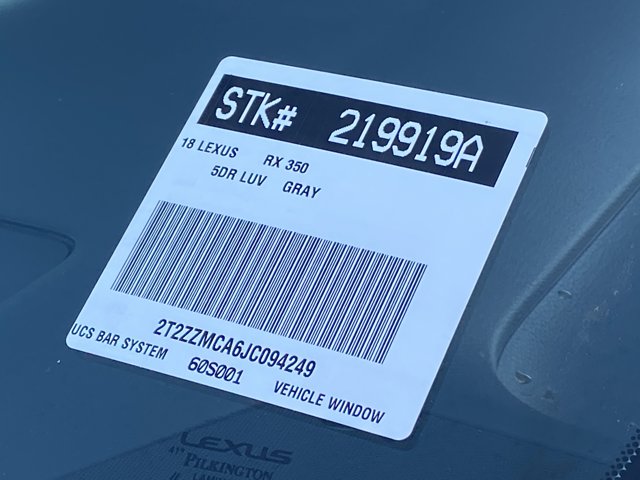 STK# 219919A
18 LEXUS RX 350
5DR LUV GRAY
2T2ZZMCA6JC094249
UCS BAR SYSTEM 60S001 VEHICLE WINDOW
LEXUS
PILKINGTON